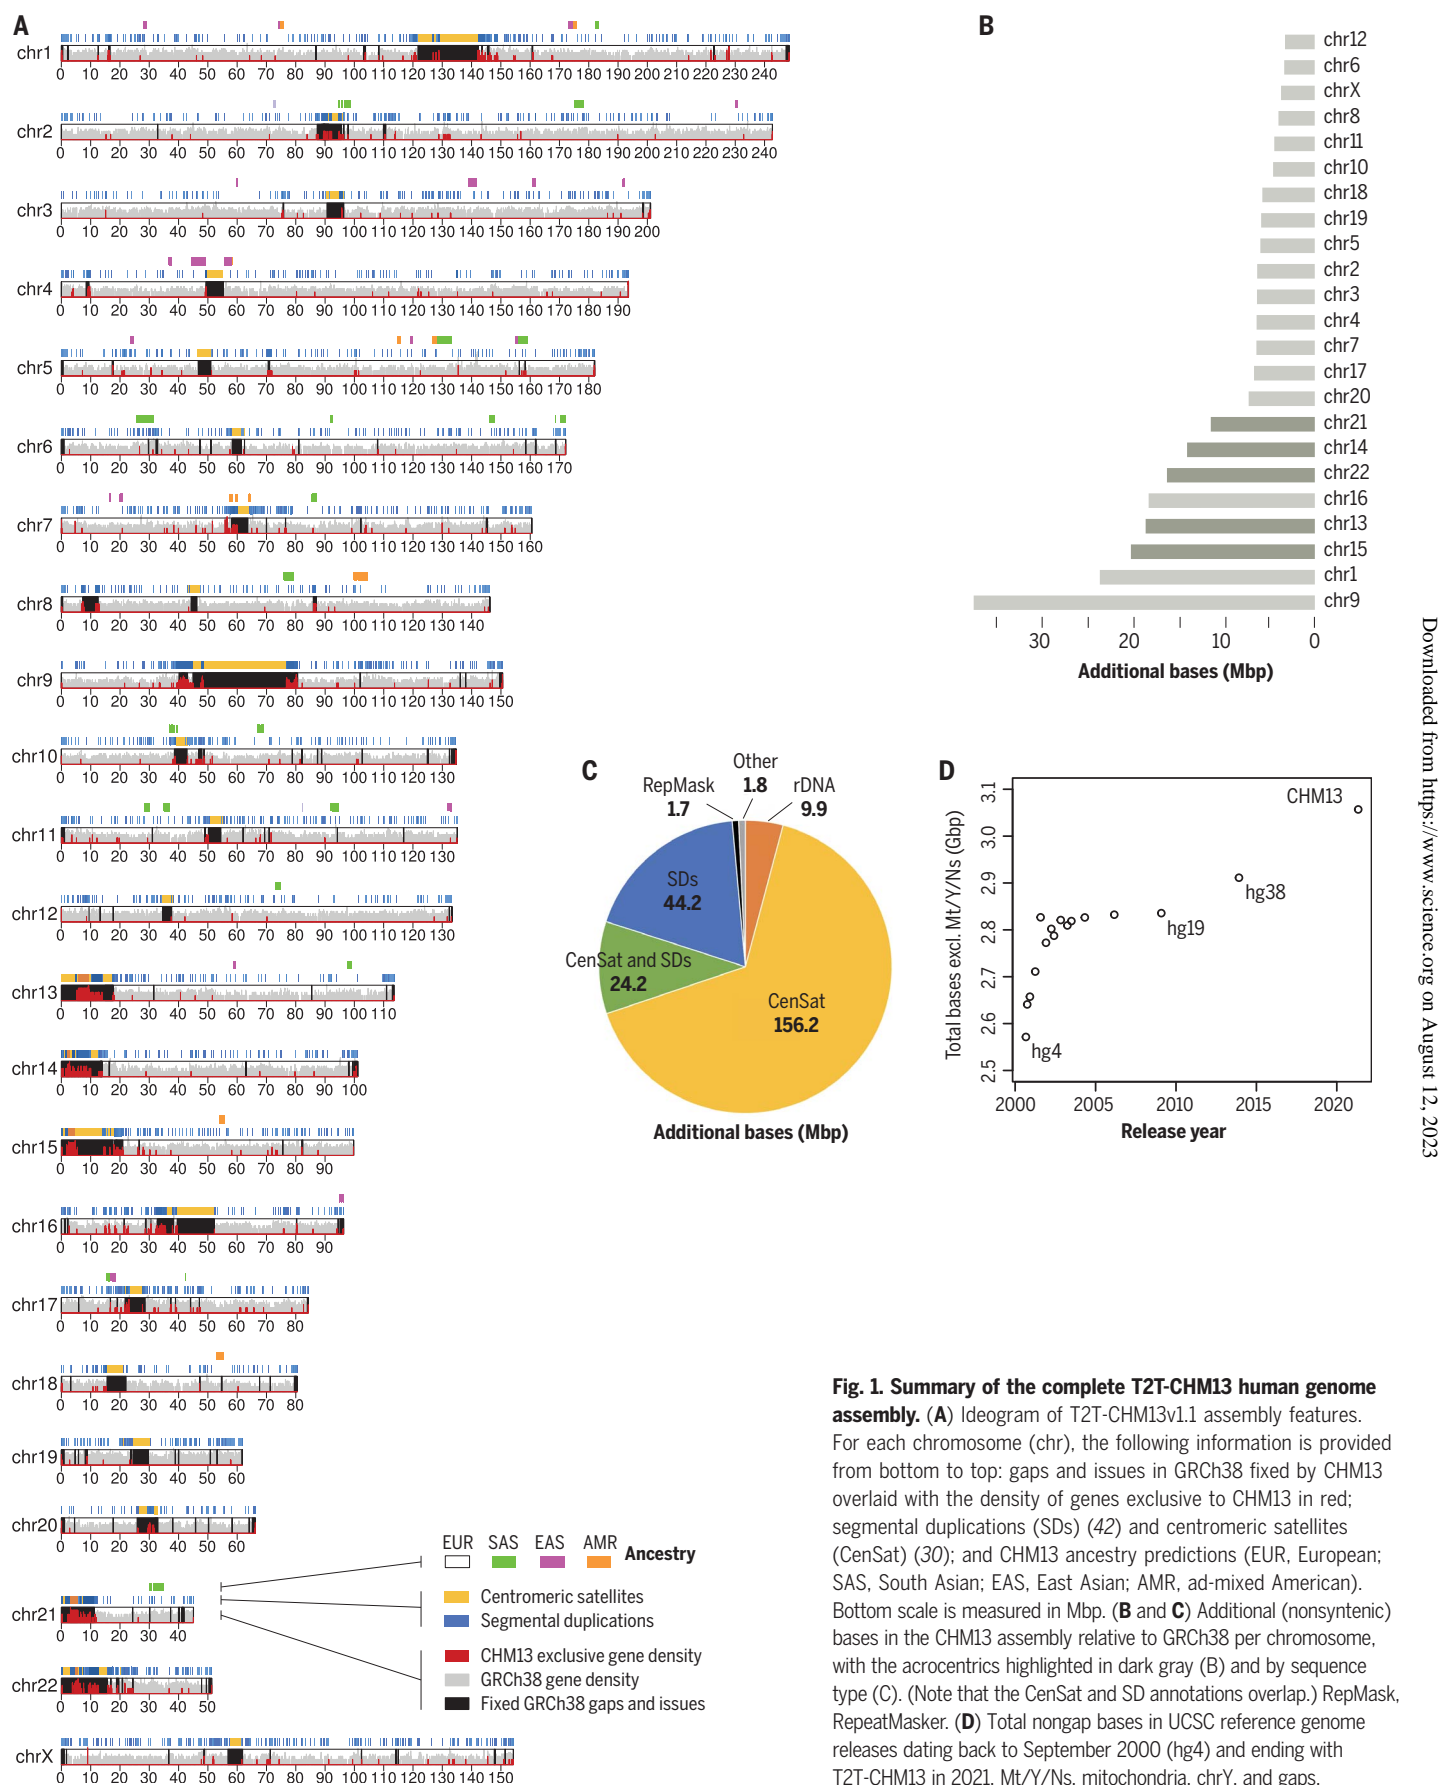 A
chr1
0 10 20 30 40 50 60 70 80 90 100 110 120 130 140 150 160 170 180 190 200 210 220 230 240
chr2
0 10 20 30 40 50 60 70 80 90 100 110 120 130 140 150 160 170 180 190 200 210 220 230 240
chr3
0 10 20 30 40 50 60 70 80 90 100 110 120 130 140 150 160 170 180 190 200
chr4
0 10 20 30 40 50 60 70 80 90 100 110 120 130 140 150 160 170 180 190
chr5
0 10 20 30 40 50 60 70 80 90 100 110 120 130 140 150 160 170 180
chr6
0 10 20 30 40 50 60 70 80 90 100 110 120 130 140 150 160 170
chr7
0 10 20 30 40 50 60 70 80 90 100 110 120 130 140 150 160
chr8
0 10 20 30 40 50 60 70 80 90 100 110 120 130 140
chr9
0 10 20 30 40 50 60 70 80 90 100 110 120 130 140 150
chr10
0 10 20 30 40 50 60 70 80 90 100 110 120 130
chr11
0 10 20 30 40 50 60 70 80 90 100 110 120 130
chr12
0 10 20 30 40 50 60 70 80 90 100 110 120 130
chr13
0 10 20 30 40 50 60 70 80 90 100 110
chr14
0 10 20 30 40 50 60 70 80 90 100
chr15
0 10 20 30 40 50 60 70 80 90
chr16
0 10 20 30 40 50 60 70 80 90
chr17
0 10 20 30 40 50 60 70 80
chr18
0 10 20 30 40 50 60 70 80
chr19
0 10 20 30 40 50 60
chr20
0 10 20 30 40 50 60
chr21
0 10 20 30 40
chr22
0 10 20 30 40 50
chrX
0 10 20 30 40 50 60 70 80 90 100 110 120 130 140 150
EUR SAS EAS AMR Ancestry
Centromeric satellites
Segmental duplications
CHM13 exclusive gene density
GRCh38 gene density
Fixed GRCh38 gaps and issues
B
chr12
chr6
chrX
chr8
chr11
chr10
chr18
chr19
chr5
chr2
chr3
chr4
chr7
chr17
chr20
chr21
chr14
chr22
chr16
chr13
chr15
chr1
chr9
30 20 10 0
Additional bases (Mbp)
C
Other
1.8
RepMask
1.7
rDNA
9.9
SDs
44.2
CenSat and SDs
24.2
CenSat
156.2
Additional bases (Mbp)
D
Total bases excl. Mt/Y/Ns (Gbp)
3.1
3.0
2.9
2.8
2.7
2.6
2.5
CHM13
hg38
hg19
hg4
2000 2005 2010 2015 2020
Release year
Fig. 1. Summary of the complete T2T-CHM13 human genome
assembly. (A) Ideogram of T2T-CHM13v1.1 assembly features.
For each chromosome (chr), the following information is provided
from bottom to top: gaps and issues in GRCh38 fixed by CHM13
overlaid with the density of genes exclusive to CHM13 in red;
segmental duplications (SDs) (42) and centromeric satellites
(CenSat) (30); and CHM13 ancestry predictions (EUR, European;
SAS, South Asian; EAS, East Asian; AMR, ad-mixed American).
Bottom scale is measured in Mbp. (B and C) Additional (nonsyntenic)
bases in the CHM13 assembly relative to GRCh38 per chromosome,
with the acrocentrics highlighted in dark gray (B) and by sequence
type (C). (Note that the CenSat and SD annotations overlap.) RepMask,
RepeatMasker. (D) Total nongap bases in UCSC reference genome
releases dating back to September 2000 (hg4) and ending with
T2T-CHM13 in 2021. Mt/Y/Ns, mitochondria, chrY, and gaps.
Downloaded from https://www.science.org on August 12, 2023